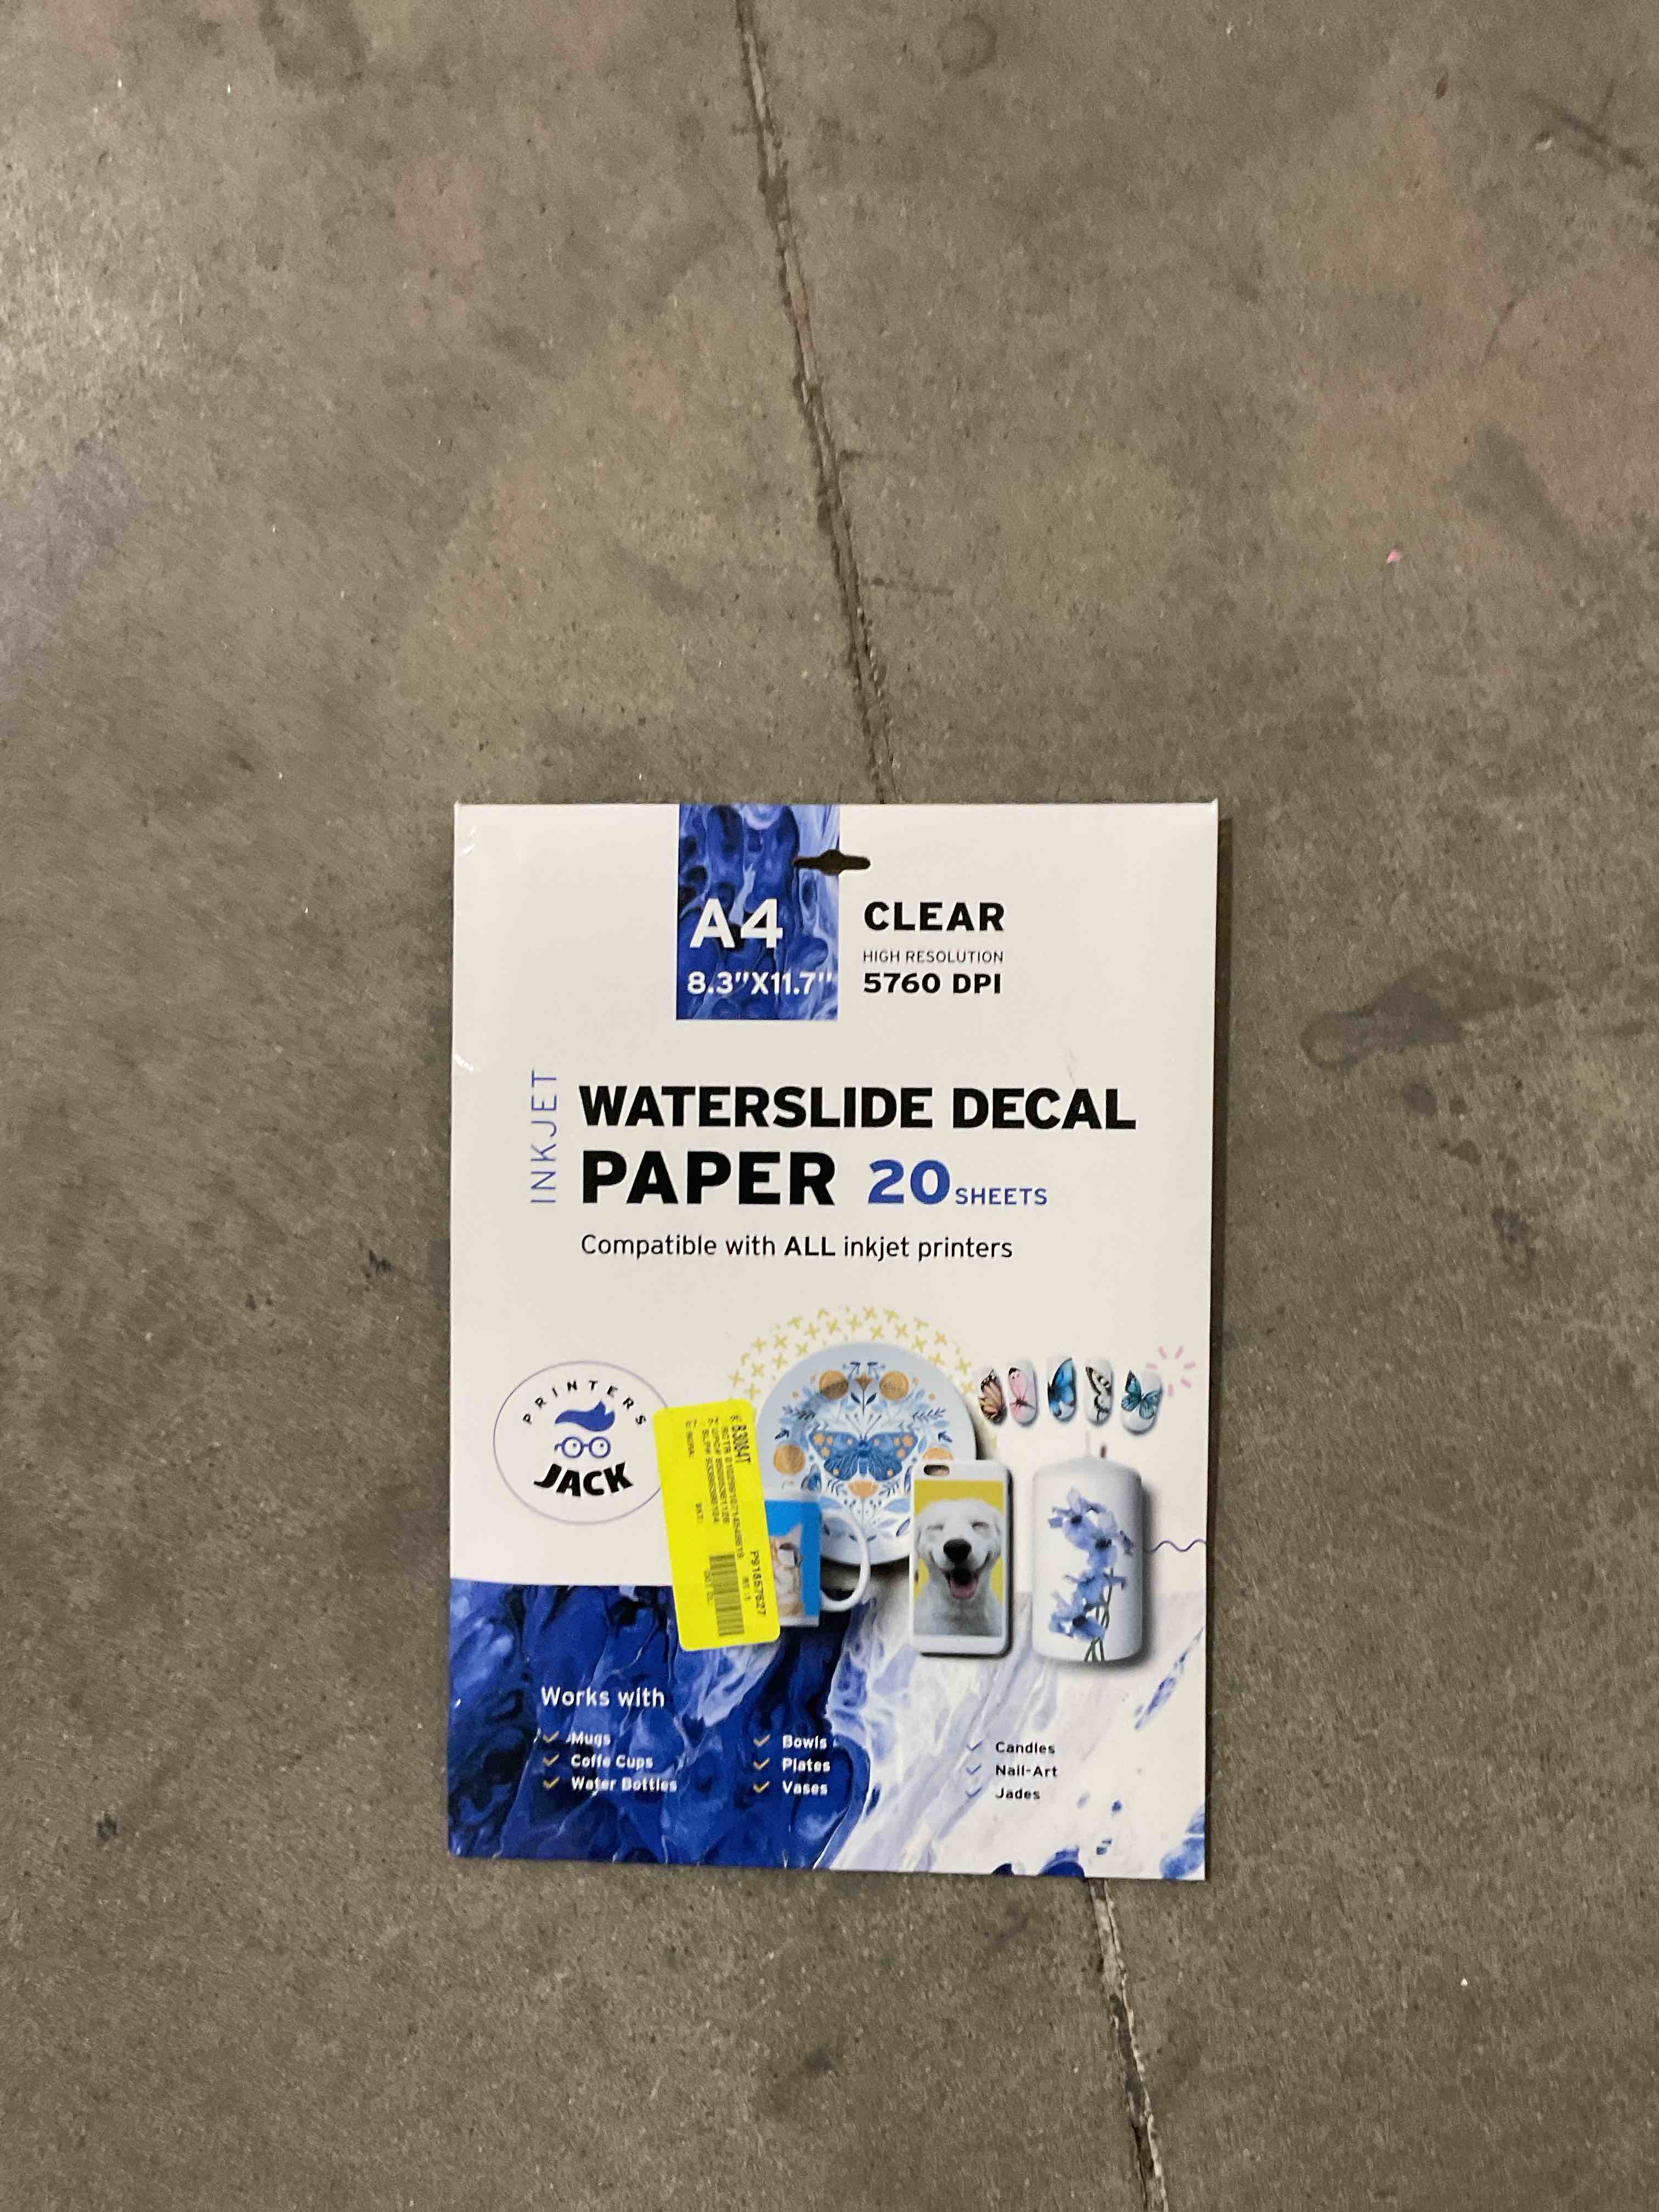 A4
8.3"X11.7"
CLEAR
HIGH RESOLUTION
5760 DPI
INKJET
WATERSLIDE DECAL
PAPER 20 SHEETS
Compatible with ALL inkjet printers
PRINTERS
JACK
Works with
Mugs
Coffe Cups
Water Bottles
Bowls
Plates
Vases
Candles
Nail-Art
Jades